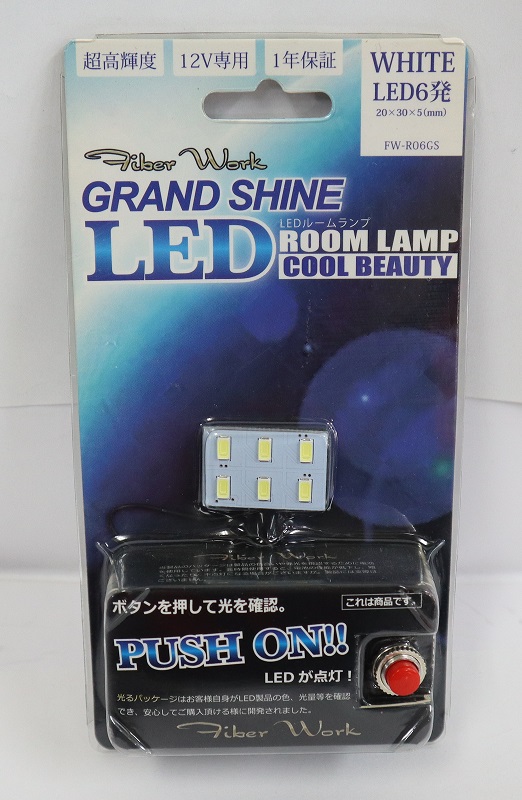 超高輝度 12V専用 1年保証
WHITE
LED6発
20×30×5(mm)
FW-R06GS
Fiber Work
GRAND SHINE
LED
LEDルームランプ
ROOM LAMP
COOL BEAUTY
Fiber Work
ボタンを押して光を確認。
これは商品です。
PUSH ON!!
LED が点灯！
光るパッケージはお客様自身がLED製品の色、光量等を確認
でき、安心してご購入頂ける様に開発されました。
Fiber Work